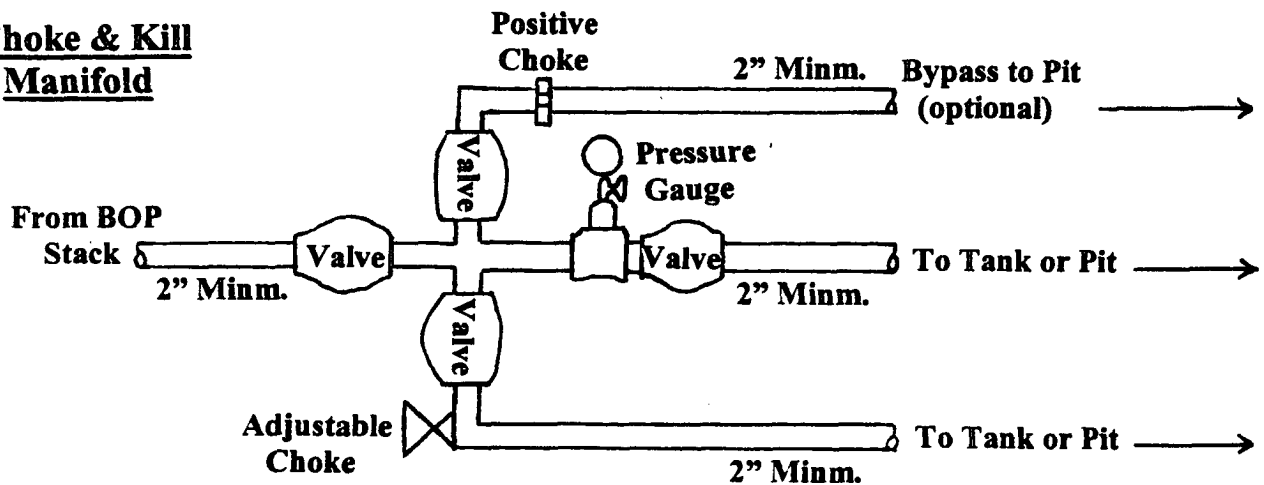 hoke & Kill
Manifold
Positive
Choke
2” Minm.
Bypass to Pit
(optional)
Valve
Pressure
Gauge
From BOP
Stack
2” Minm.
Valve
Valve
2” Minm.
To Tank or Pit
Valve
Adjustable
Choke
2” Minm.
To Tank or Pit